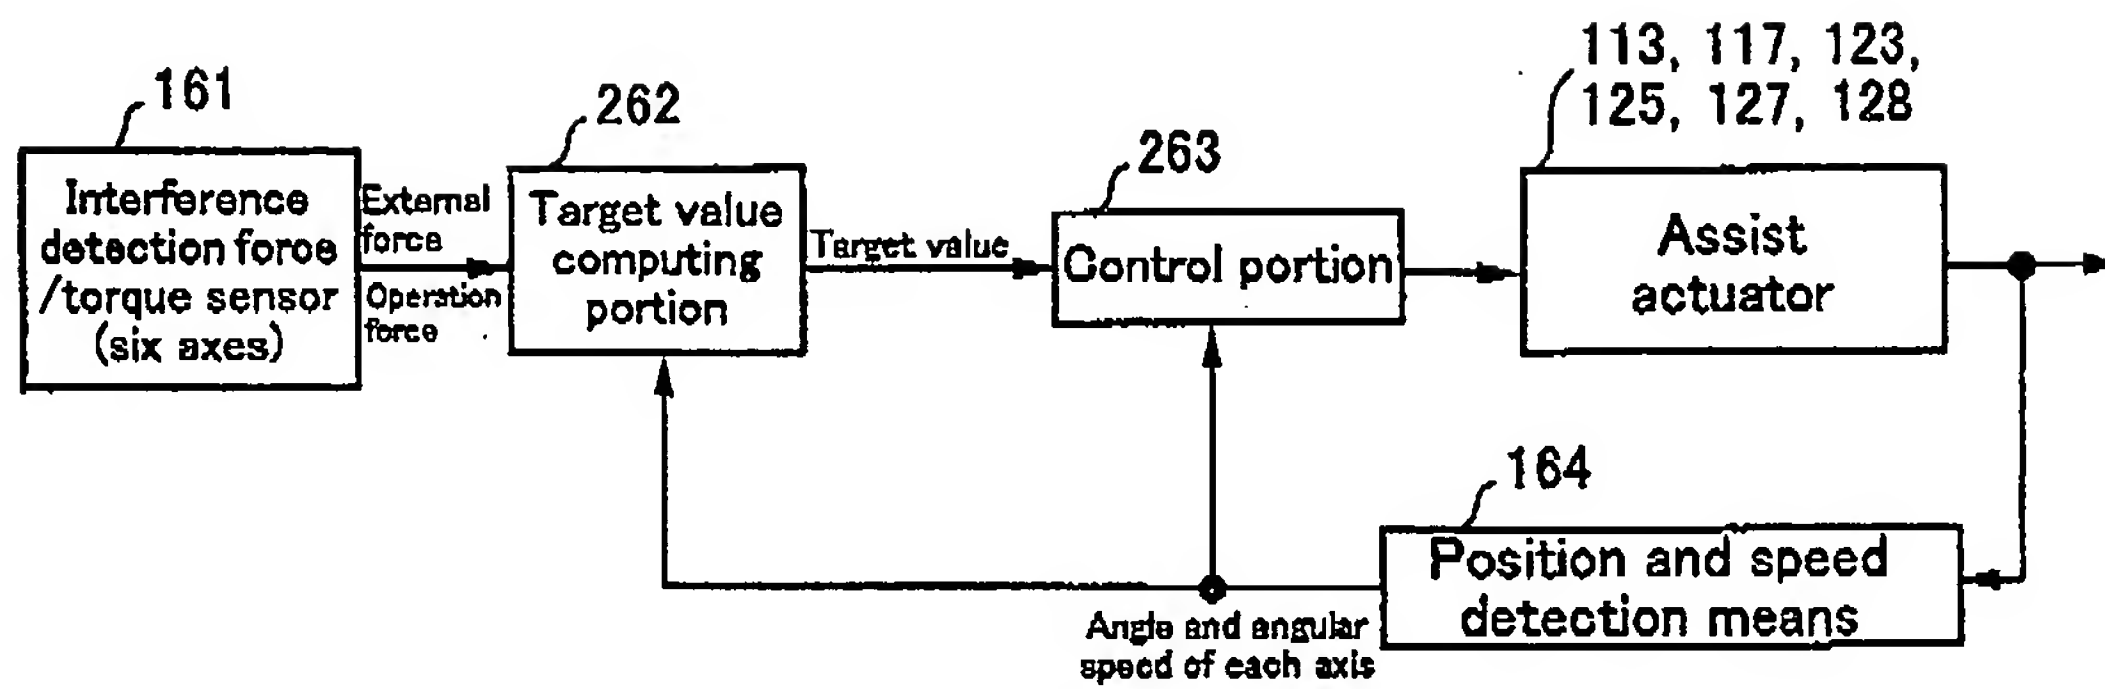 161
Interference
detection force
/torque sensor
(six axes)
External
force
Operation
force
262
Target value
computing
portion
Target value
263
Control portion
113, 117, 123,
125, 127, 128
Assist
actuator
164
Position and speed
detection means
Angle and angular
speed of each axis